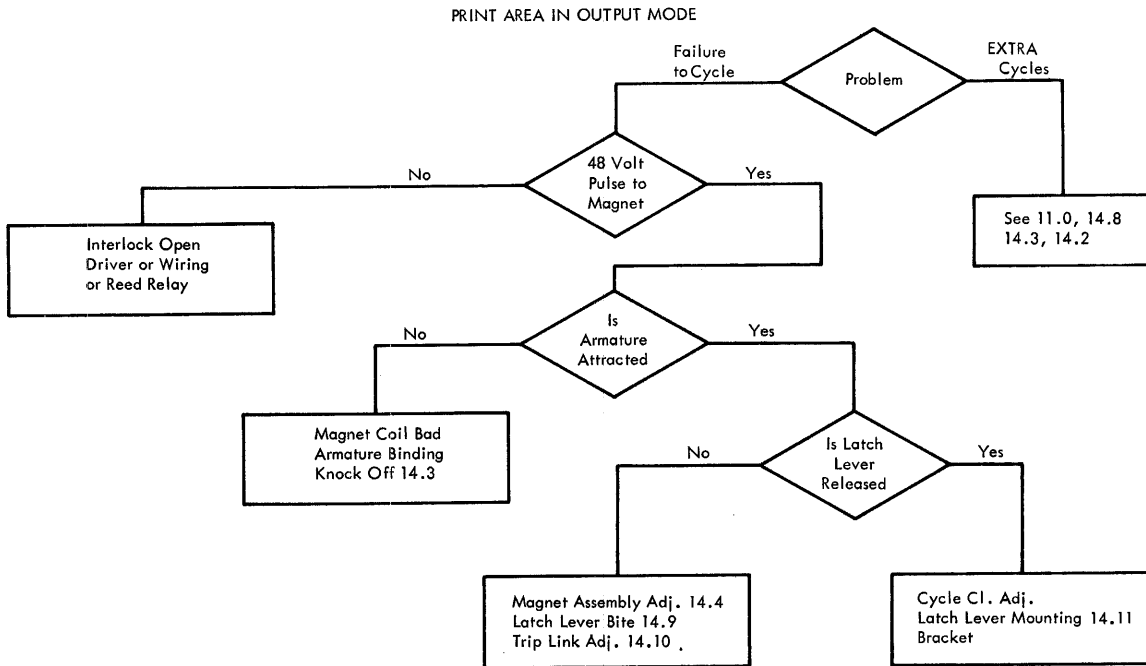 PRINT AREA IN OUTPUT MODE
Failure
to Cycle
Problem
EXTRA
Cycles
48 Volt
Pulse to
Magnet
No
Yes
Interlock Open
Driver or Wiring
or Reed Relay
See 11.0, 14.8
14.3, 14.2
Is
Armature
Attracted
No
Yes
Magnet Coil Bad
Armature Binding
Knock Off 14.3
Is Latch
Lever
Released
No
Yes
Magnet Assembly Adj. 14.4
Latch Lever Bite 14.9
Trip Link Adj. 14.10
Cycle Cl. Adj.
Latch Lever Mounting 14.11
Bracket